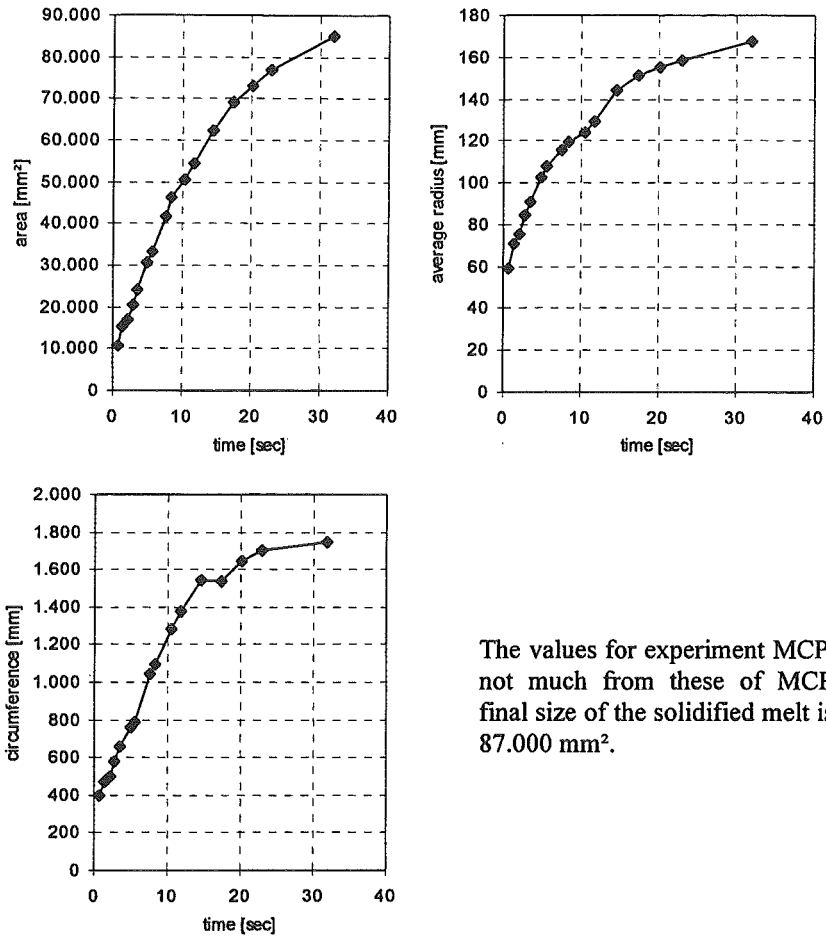 90.000
80.000
70.000
60.000
50.000
40.000
30.000
20.000
10.000
0
area [mm²]
0 10 20 30 40
time [sec]
180
160
140
120
100
80
60
40
20
0
average radius [mm]
0 10 20 30 40
time [sec]
2.000
1.800
1.600
1.400
1.200
1.000
800
600
400
200
0
circumference [mm]
0 10 20 30 40
time [sec]
The values for experiment MCP
not much from these of MCP
final size of the solidified melt is
87.000 mm².